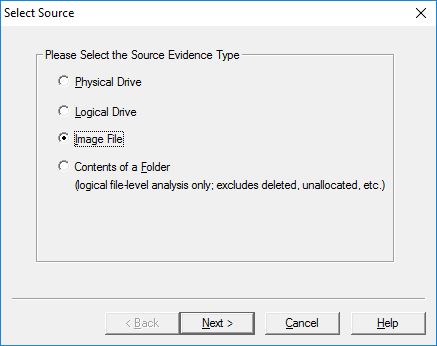 Select Source
Please Select the Source Evidence Type
Physical Drive
Logical Drive
Image File
Contents of a Folder
(logical file-level analysis only; excludes deleted, unallocated, etc.)
< Back Next > Cancel Help